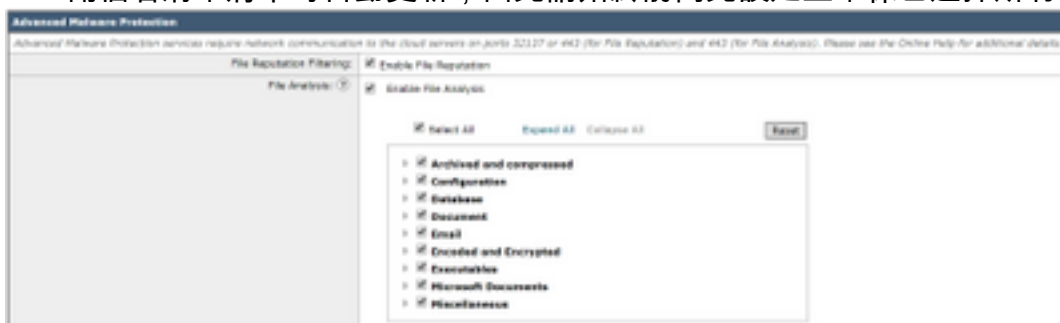 Advanced Malware Protection
Advanced Malware Protection services require network communication to the cloud servers on ports 32137 or 443 (for File Reputation) and 443 (for File Analysis). Please see the Online Help for additional details.
File Reputation Filtering: Enable File Reputation
File Analysis: ? Enable File Analysis
Select All Expand All Collapse All Reset
Archived and compressed
Configuration
Database
Document
Email
Encoded and Encrypted
Executables
Microsoft Documents
Miscellaneous